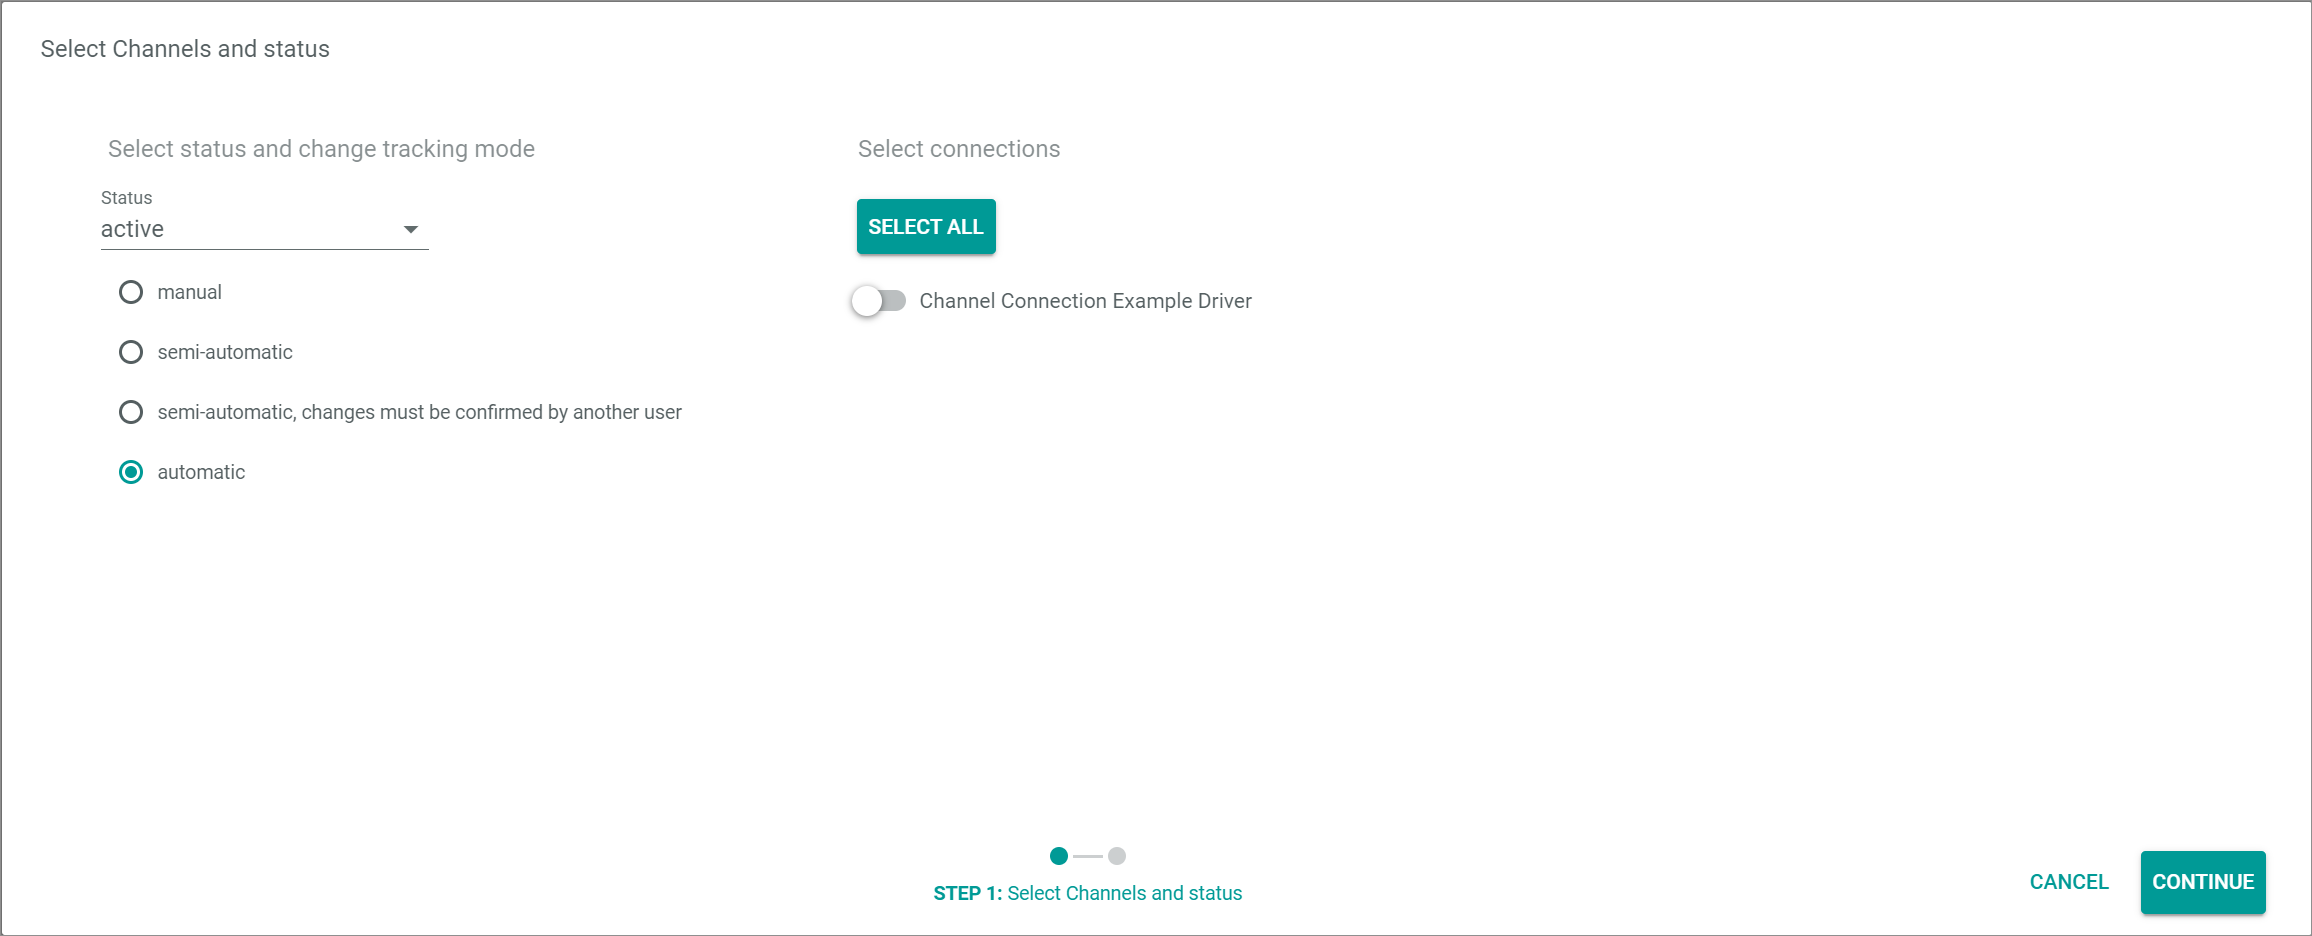 Select Channels and status
Select status and change tracking mode
Status
active
manual
semi-automatic
semi-automatic, changes must be confirmed by another user
automatic
Select connections
SELECT ALL
Channel Connection Example Driver
STEP 1: Select Channels and status
CANCEL
CONTINUE